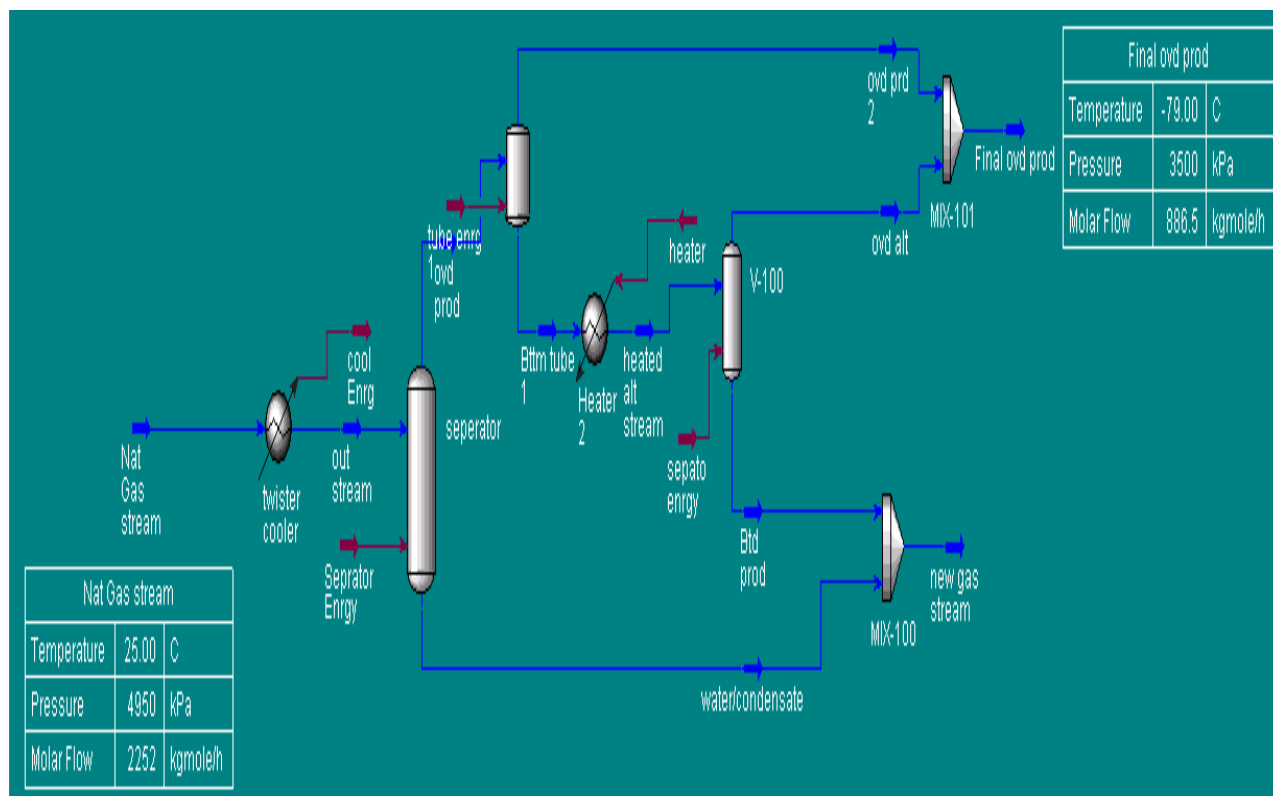 ovd prd
2
Final ovd prod
MIX-101
Final ovd prod
Temperature -79.00 C
Pressure 3500 kPa
Molar Flow 886.5 kgmole/h
tube enrg
1
ovd
prod
heater
ovd alt
V-100
cool
Enrg
Bttm tube
1
Heater
2
heated
alt
stream
seperator
Nat
Gas
stream
out
stream
twister
cooler
sepato
enrgy
Seprator
Enrgy
Btd
prod
new gas
stream
MIX-100
water/condensate
Nat Gas stream
Temperature 25.00 C
Pressure 4950 kPa
Molar Flow 2252 kgmole/h